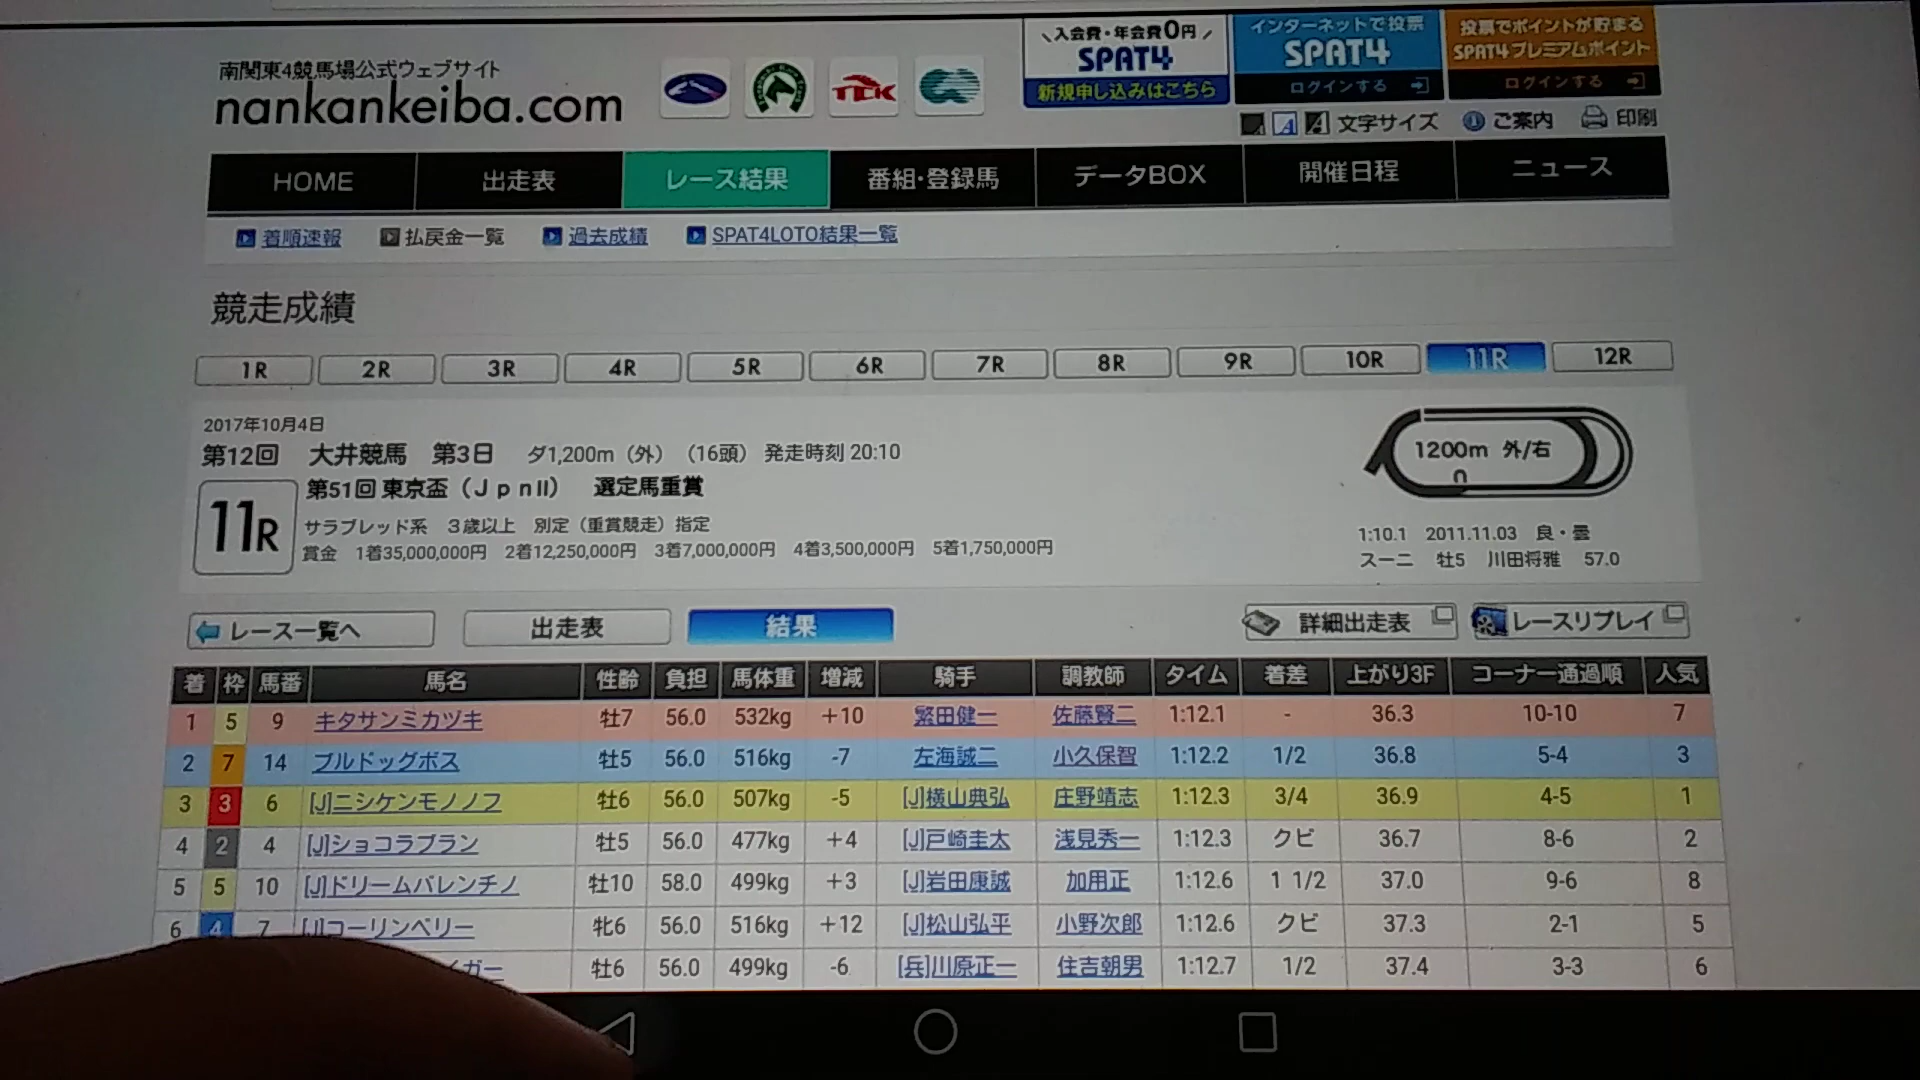 南関東4競馬場公式ウェブサイト
nankankeiba.com
TCK
＼入会費・年会費0円／
SPAT4
新規申し込みはこちら
インターネットで投票
SPAT4
ログインする
投票でポイントが貯まる
SPAT4プレミアムポイント
ログインする
文字サイズ ご案内 印刷
HOME 出走表 レース結果 番組・登録馬 データBOX 開催日程 ニュース
着順速報 払戻金一覧 過去成績 SPAT4LOTO結果一覧
競走成績
1R 2R 3R 4R 5R 6R 7R 8R 9R 10R 11R 12R
2017年10月4日
第12回 大井競馬 第3日 ダ1,200m（外）（16頭） 発走時刻 20:10
11R
第51回 東京盃（JpnII） 選定馬重賞
サラブレッド系 3歳以上 別定（重賞競走）指定
賞金 1着35,000,000円 2着12,250,000円 3着7,000,000円 4着3,500,000円 5着1,750,000円
1200m 外/右
1:10.1 2011.11.03 良・曇
スーニ 牡5 川田将雅 57.0
レース一覧へ 出走表 結果 詳細出走表 レースリプレイ
着 枠 馬番 馬名 性齢 負担 馬体重 増減 騎手 調教師 タイム 着差 上がり3F コーナー通過順 人気
1 5 9 キタサンミカヅキ 牡7 56.0 532kg +10 繁田健一 佐藤賢二 1:12.1 - 36.3 10-10 7
2 7 14 ブルドッグボス 牡5 56.0 516kg -7 左海誠二 小久保智 1:12.2 1/2 36.8 5-4 3
3 3 6 [J]ニシケンモノノフ 牡6 56.0 507kg -5 [J]横山典弘 庄野靖志 1:12.3 3/4 36.9 4-5 1
4 2 4 [J]ショコラブラン 牡5 56.0 477kg +4 [J]戸崎圭太 浅見秀一 1:12.3 クビ 36.7 8-6 2
5 5 10 [J]ドリームバレンチノ 牡10 58.0 499kg +3 [J]岩田康誠 加用正 1:12.6 1 1/2 37.0 9-6 8
6 4 7 [J]コーリンベリー 牝6 56.0 516kg +12 [J]松山弘平 小野次郎 1:12.6 クビ 37.3 2-1 5
イガー 牡6 56.0 499kg -6 [兵]川原正一 住吉朝男 1:12.7 1/2 37.4 3-3 6